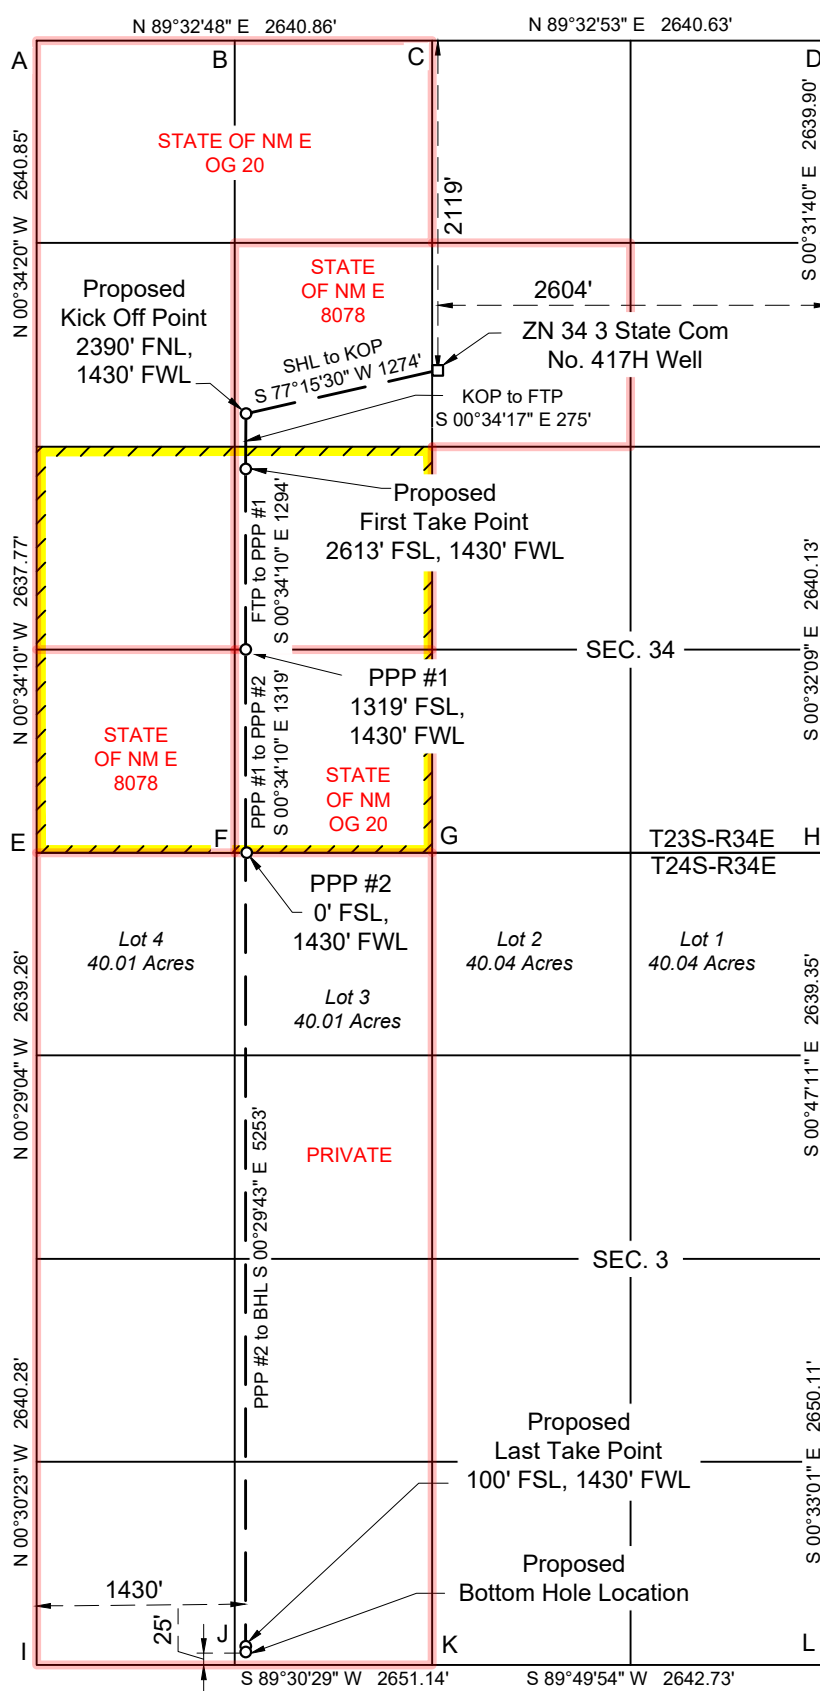 N 89°32'48" E 2640.86'
N 89°32'53" E 2640.63'
A
B
C
D
N 00°34'20" W 2640.85'
S 00°31'40" E 2639.90'
STATE OF NM E
OG 20
2119'
STATE
OF NM E
8078
2604'
Proposed
Kick Off Point
2390' FNL,
1430' FWL
ZN 34 3 State Com
No. 417H Well
SHL to KOP
S 77°15'30" W 1274'
KOP to FTP
S 00°34'17" E 275'
Proposed
First Take Point
2613' FSL, 1430' FWL
FTP to PPP #1
S 00°34'10" E 1294'
N 00°34'10" W 2637.77'
S 00°32'09" E 2640.13'
SEC. 34
PPP #1
1319' FSL,
1430' FWL
PPP #1 to PPP #2
S 00°34'10" E 1319'
STATE
OF NM E
8078
STATE
OF NM
OG 20
E
F
G
H
T23S-R34E
T24S-R34E
PPP #2
0' FSL,
1430' FWL
Lot 4
40.01 Acres
Lot 3
40.01 Acres
Lot 2
40.04 Acres
Lot 1
40.04 Acres
N 00°29'04" W 2639.26'
S 00°47'11" E 2639.35'
PRIVATE
PPP #2 to BHL S 00°29'43" E 5253'
SEC. 3
N 00°30'23" W 2640.28'
S 00°33'01" E 2650.11'
Proposed
Last Take Point
100' FSL, 1430' FWL
Proposed
Bottom Hole Location
1430'
25'
I
J
K
L
S 89°30'29" W 2651.14'
S 89°49'54" W 2642.73'